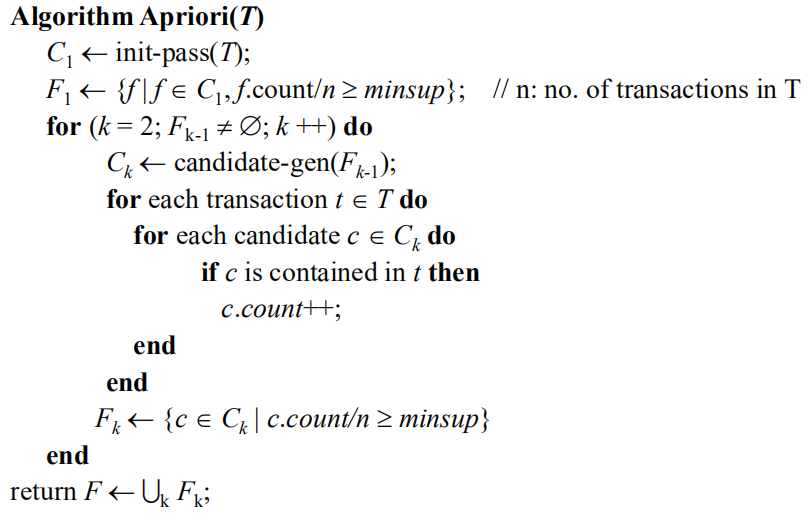 Algorithm Apriori(T)
C₁ ← init-pass(T);
F₁ ← {f | f ∈ C₁, f.count/n ≥ minsup}; // n: no. of transactions in T
for (k = 2; Fₖ₋₁ ≠ ∅; k ++) do
Cₖ ← candidate-gen(Fₖ₋₁);
for each transaction t ∈ T do
for each candidate c ∈ Cₖ do
if c is contained in t then
c.count++;
end
end
Fₖ ← {c ∈ Cₖ | c.count/n ≥ minsup}
end
return F ← ⋃ₖ Fₖ;